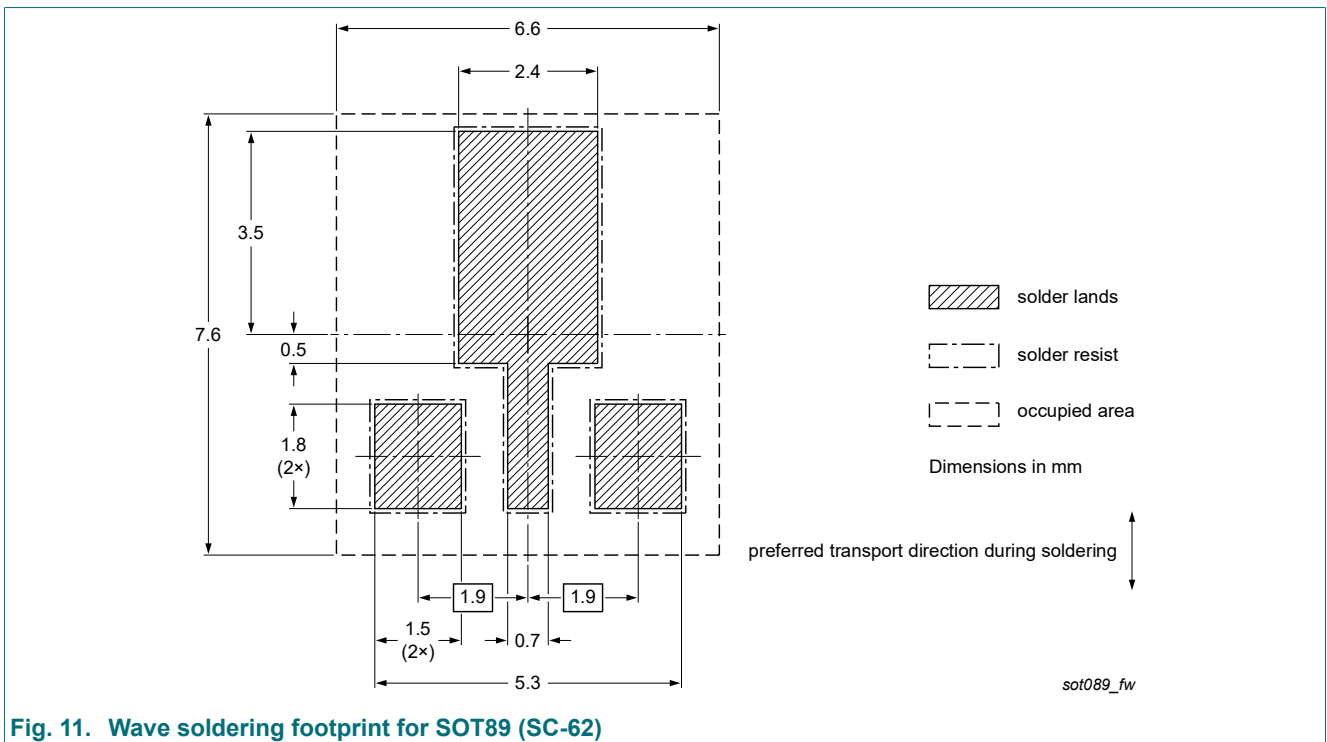 6.6
2.4
3.5
7.6
0.5
1.8
(2×)
solder lands
solder resist
occupied area
Dimensions in mm
preferred transport direction during soldering
1.9
1.9
1.5
(2×)
0.7
5.3
sot089_fw
Fig. 11. Wave soldering footprint for SOT89 (SC-62)